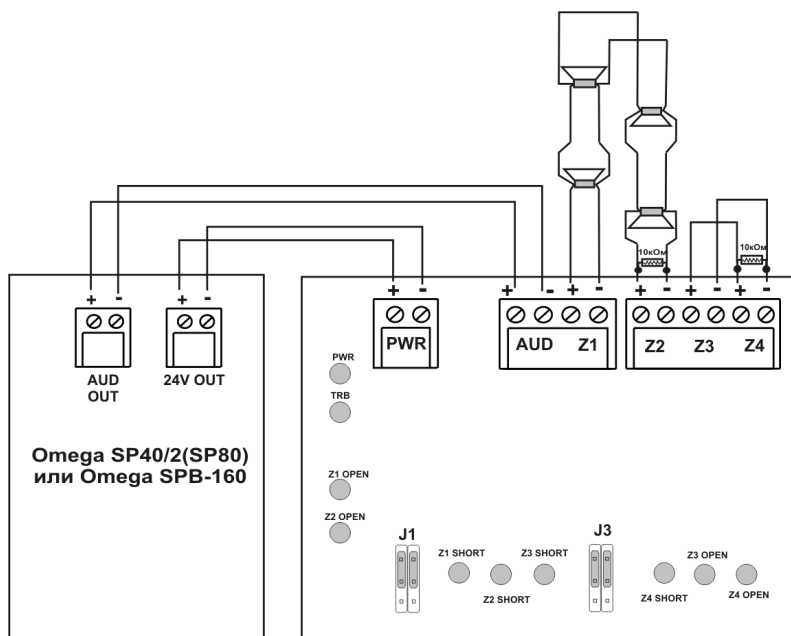 10кОм
10кОм
+ - + - + - + - + - + - + - + -
AUD
OUT
24V OUT
PWR
AUD Z1
Z2 Z3 Z4
PWR
TRB
Omega SP40/2(SP80)
или Omega SPB-160
Z1 OPEN
Z2 OPEN
J1
Z1 SHORT
Z2 SHORT
Z3 SHORT
J3
Z4 SHORT
Z3 OPEN
Z4 OPEN